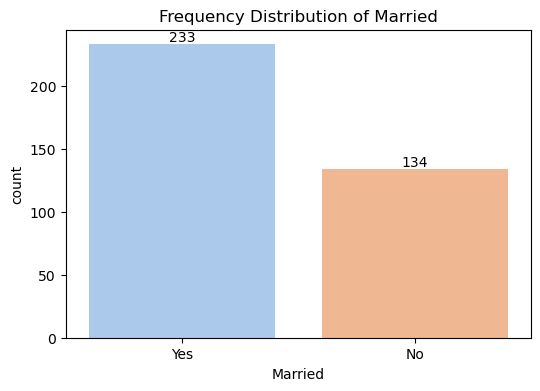 Frequency Distribution of Married
233
134
200
150
100
50
0
count
Yes
No
Married